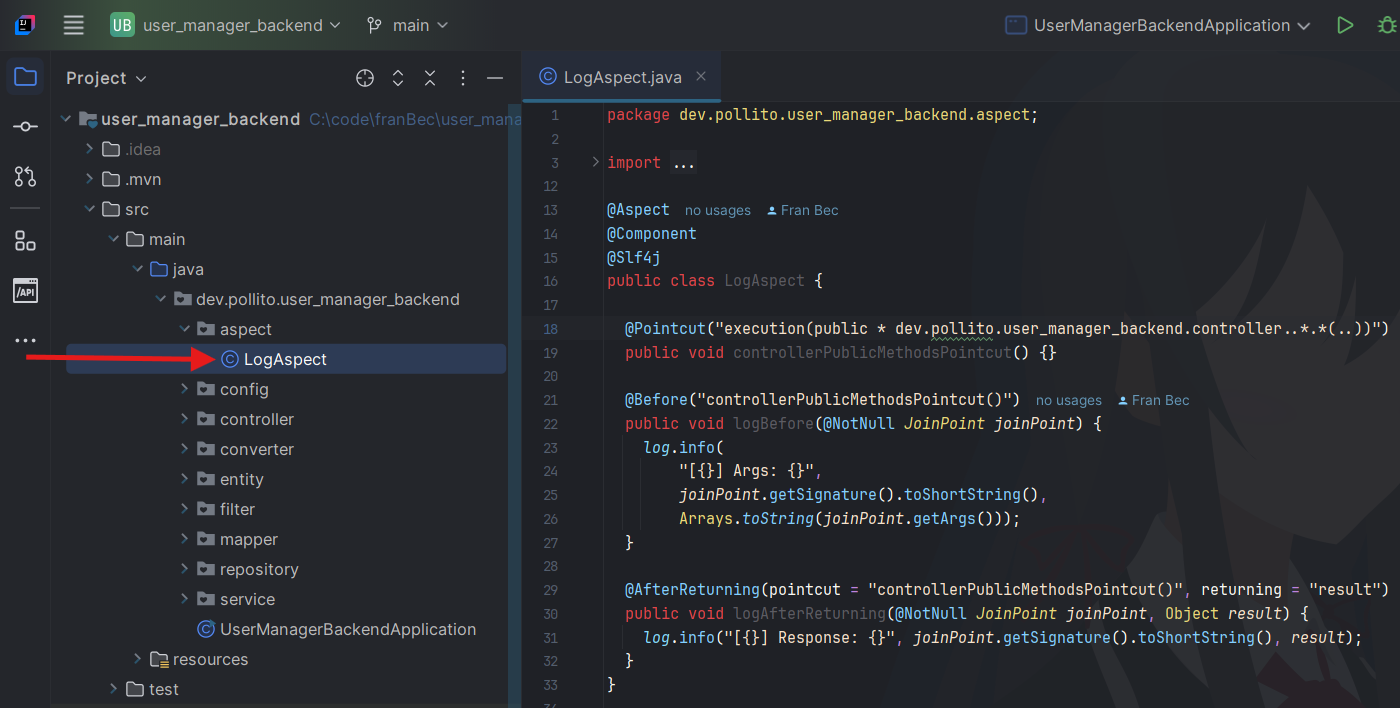 UB user_manager_backend main UserManagerBackendApplication
Project
user_manager_backend C:\code\franBec\user_mana
.idea
.mvn
src
main
java
dev.pollito.user_manager_backend
aspect
LogAspect
config
controller
converter
entity
filter
mapper
repository
service
UserManagerBackendApplication
resources
test
/API
LogAspect.java
1 package dev.pollito.user_manager_backend.aspect;
2
3 import ...
12
13 @Aspect no usages Fran Bec
14 @Component
15 @Slf4j
16 public class LogAspect {
17
18 @Pointcut("execution(public * dev.pollito.user_manager_backend.controller..*.*(..))")
19 public void controllerPublicMethodsPointcut() {}
20
21 @Before("controllerPublicMethodsPointcut()") no usages Fran Bec
22 public void logBefore(@NotNull JoinPoint joinPoint) {
23 log.info(
24 "[{}] Args: {}",
25 joinPoint.getSignature().toShortString(),
26 Arrays.toString(joinPoint.getArgs()));
27 }
28
29 @AfterReturning(pointcut = "controllerPublicMethodsPointcut()", returning = "result")
30 public void logAfterReturning(@NotNull JoinPoint joinPoint, Object result) {
31 log.info("[{}] Response: {}", joinPoint.getSignature().toShortString(), result);
32 }
33 }